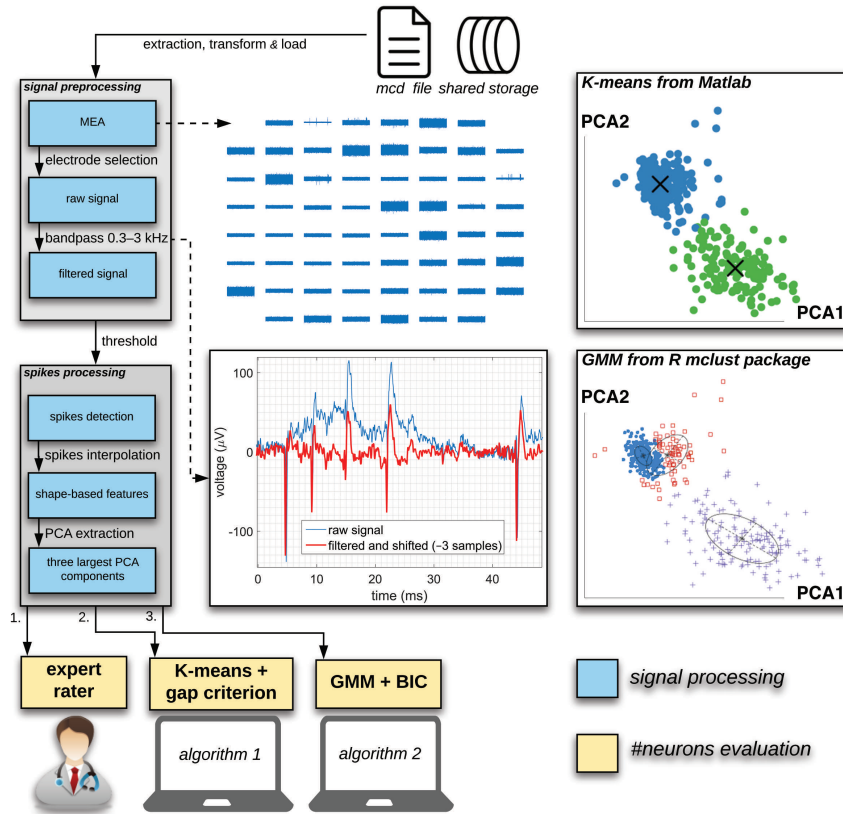 extraction, transform & load
mcd file shared storage
signal preprocessing
MEA
electrode selection
raw signal
bandpass 0.3–3 kHz
filtered signal
threshold
spikes processing
spikes detection
spikes interpolation
shape-based features
PCA extraction
three largest PCA
components
1.
2.
3.
expert
rater
K-means +
gap criterion
GMM + BIC
algorithm 1
algorithm 2
100
0
-100
voltage (μV)
raw signal
filtered and shifted (−3 samples)
0
10
20
30
40
time (ms)
K-means from Matlab
PCA2
PCA1
GMM from R mclust package
PCA2
PCA1
signal processing
#neurons evaluation